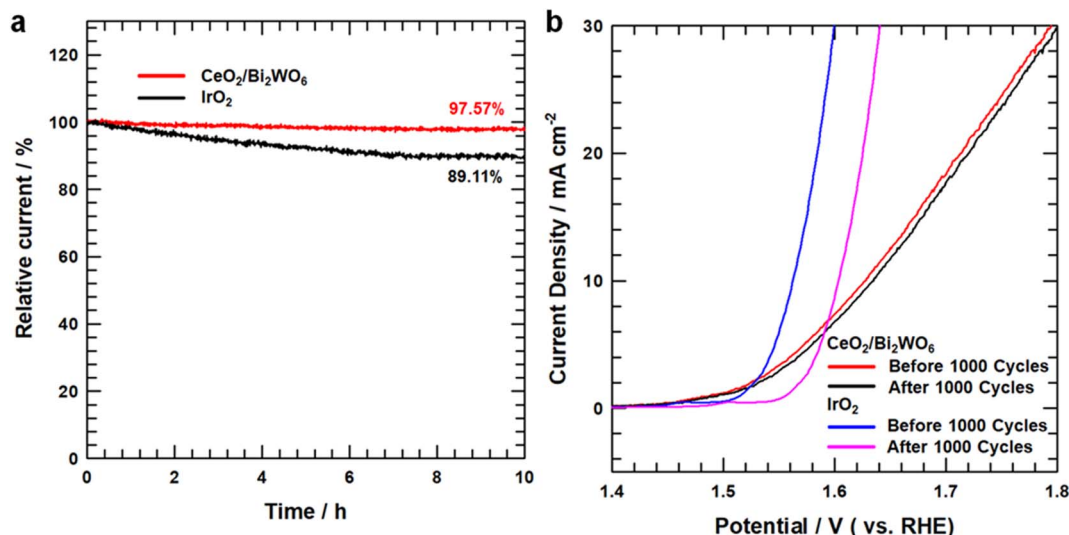 a
Relative current / %
120
100
80
60
40
20
0
CeO₂/Bi₂WO₆
IrO₂
97.57%
89.11%
0 2 4 6 8 10
Time / h
b
Current Density / mA cm⁻²
30
20
10
0
CeO₂/Bi₂WO₆
Before 1000 Cycles
After 1000 Cycles
IrO₂
Before 1000 Cycles
After 1000 Cycles
1.4 1.5 1.6 1.7 1.8
Potential / V ( vs. RHE)